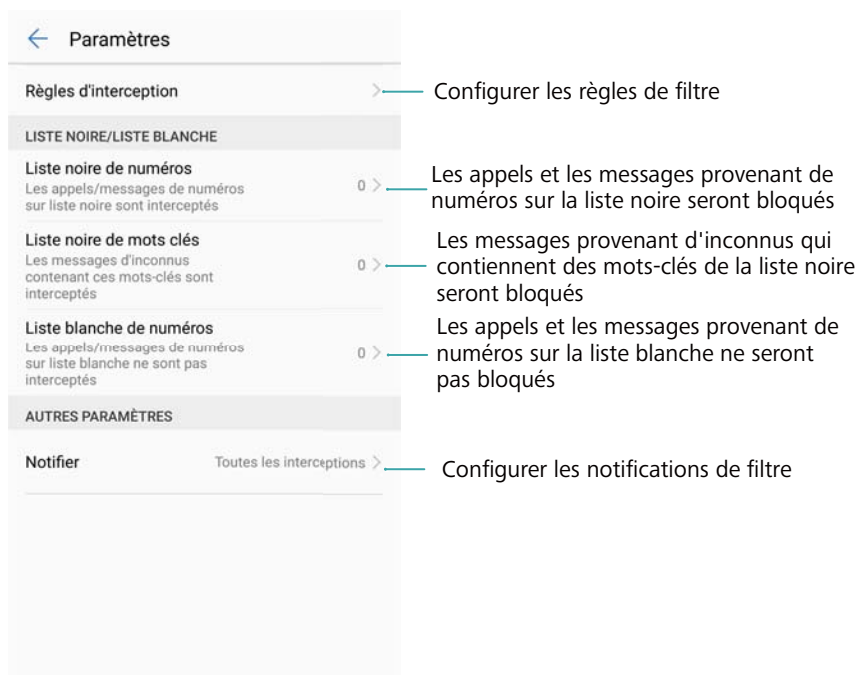 Paramètres
Règles d'interception
Configurer les règles de filtre
LISTE NOIRE/LISTE BLANCHE
Liste noire de numéros
Les appels/messages de numéros
sur liste noire sont interceptés
0
Les appels et les messages provenant de
numéros sur la liste noire seront bloqués
Liste noire de mots clés
Les messages d'inconnus
contenant ces mots-clés sont
interceptés
0
Les messages provenant d'inconnus qui
contiennent des mots-clés de la liste noire
seront bloqués
Liste blanche de numéros
Les appels/messages de numéros
sur liste blanche ne sont pas
interceptés
0
Les appels et les messages provenant de
numéros sur la liste blanche ne seront
pas bloqués
AUTRES PARAMÈTRES
Notifier
Toutes les interceptions
Configurer les notifications de filtre